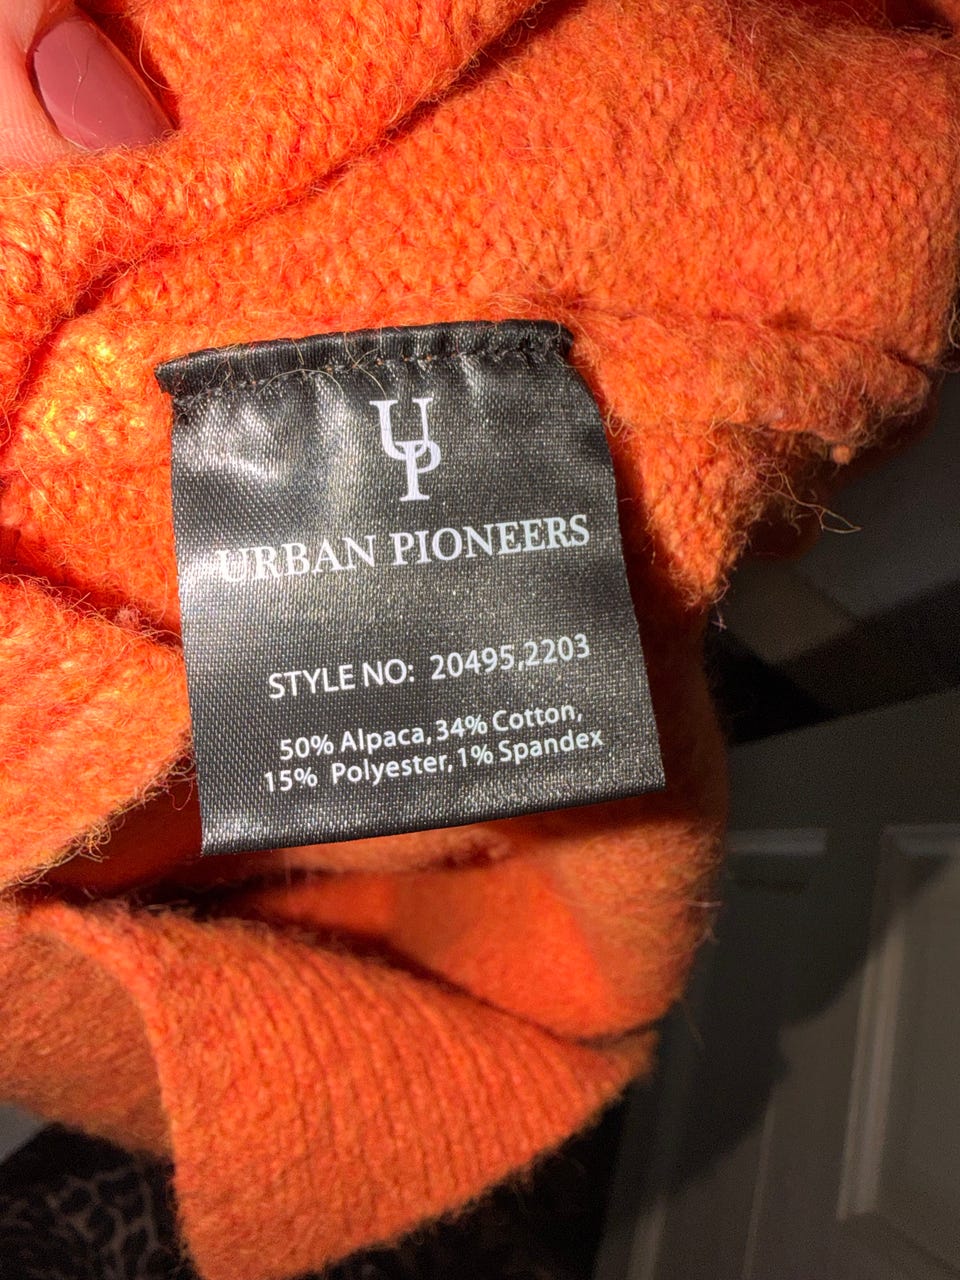 UP
URBAN PIONEERS
STYLE NO: 20495,2203
50% Alpaca, 34% Cotton,
15% Polyester, 1% Spandex